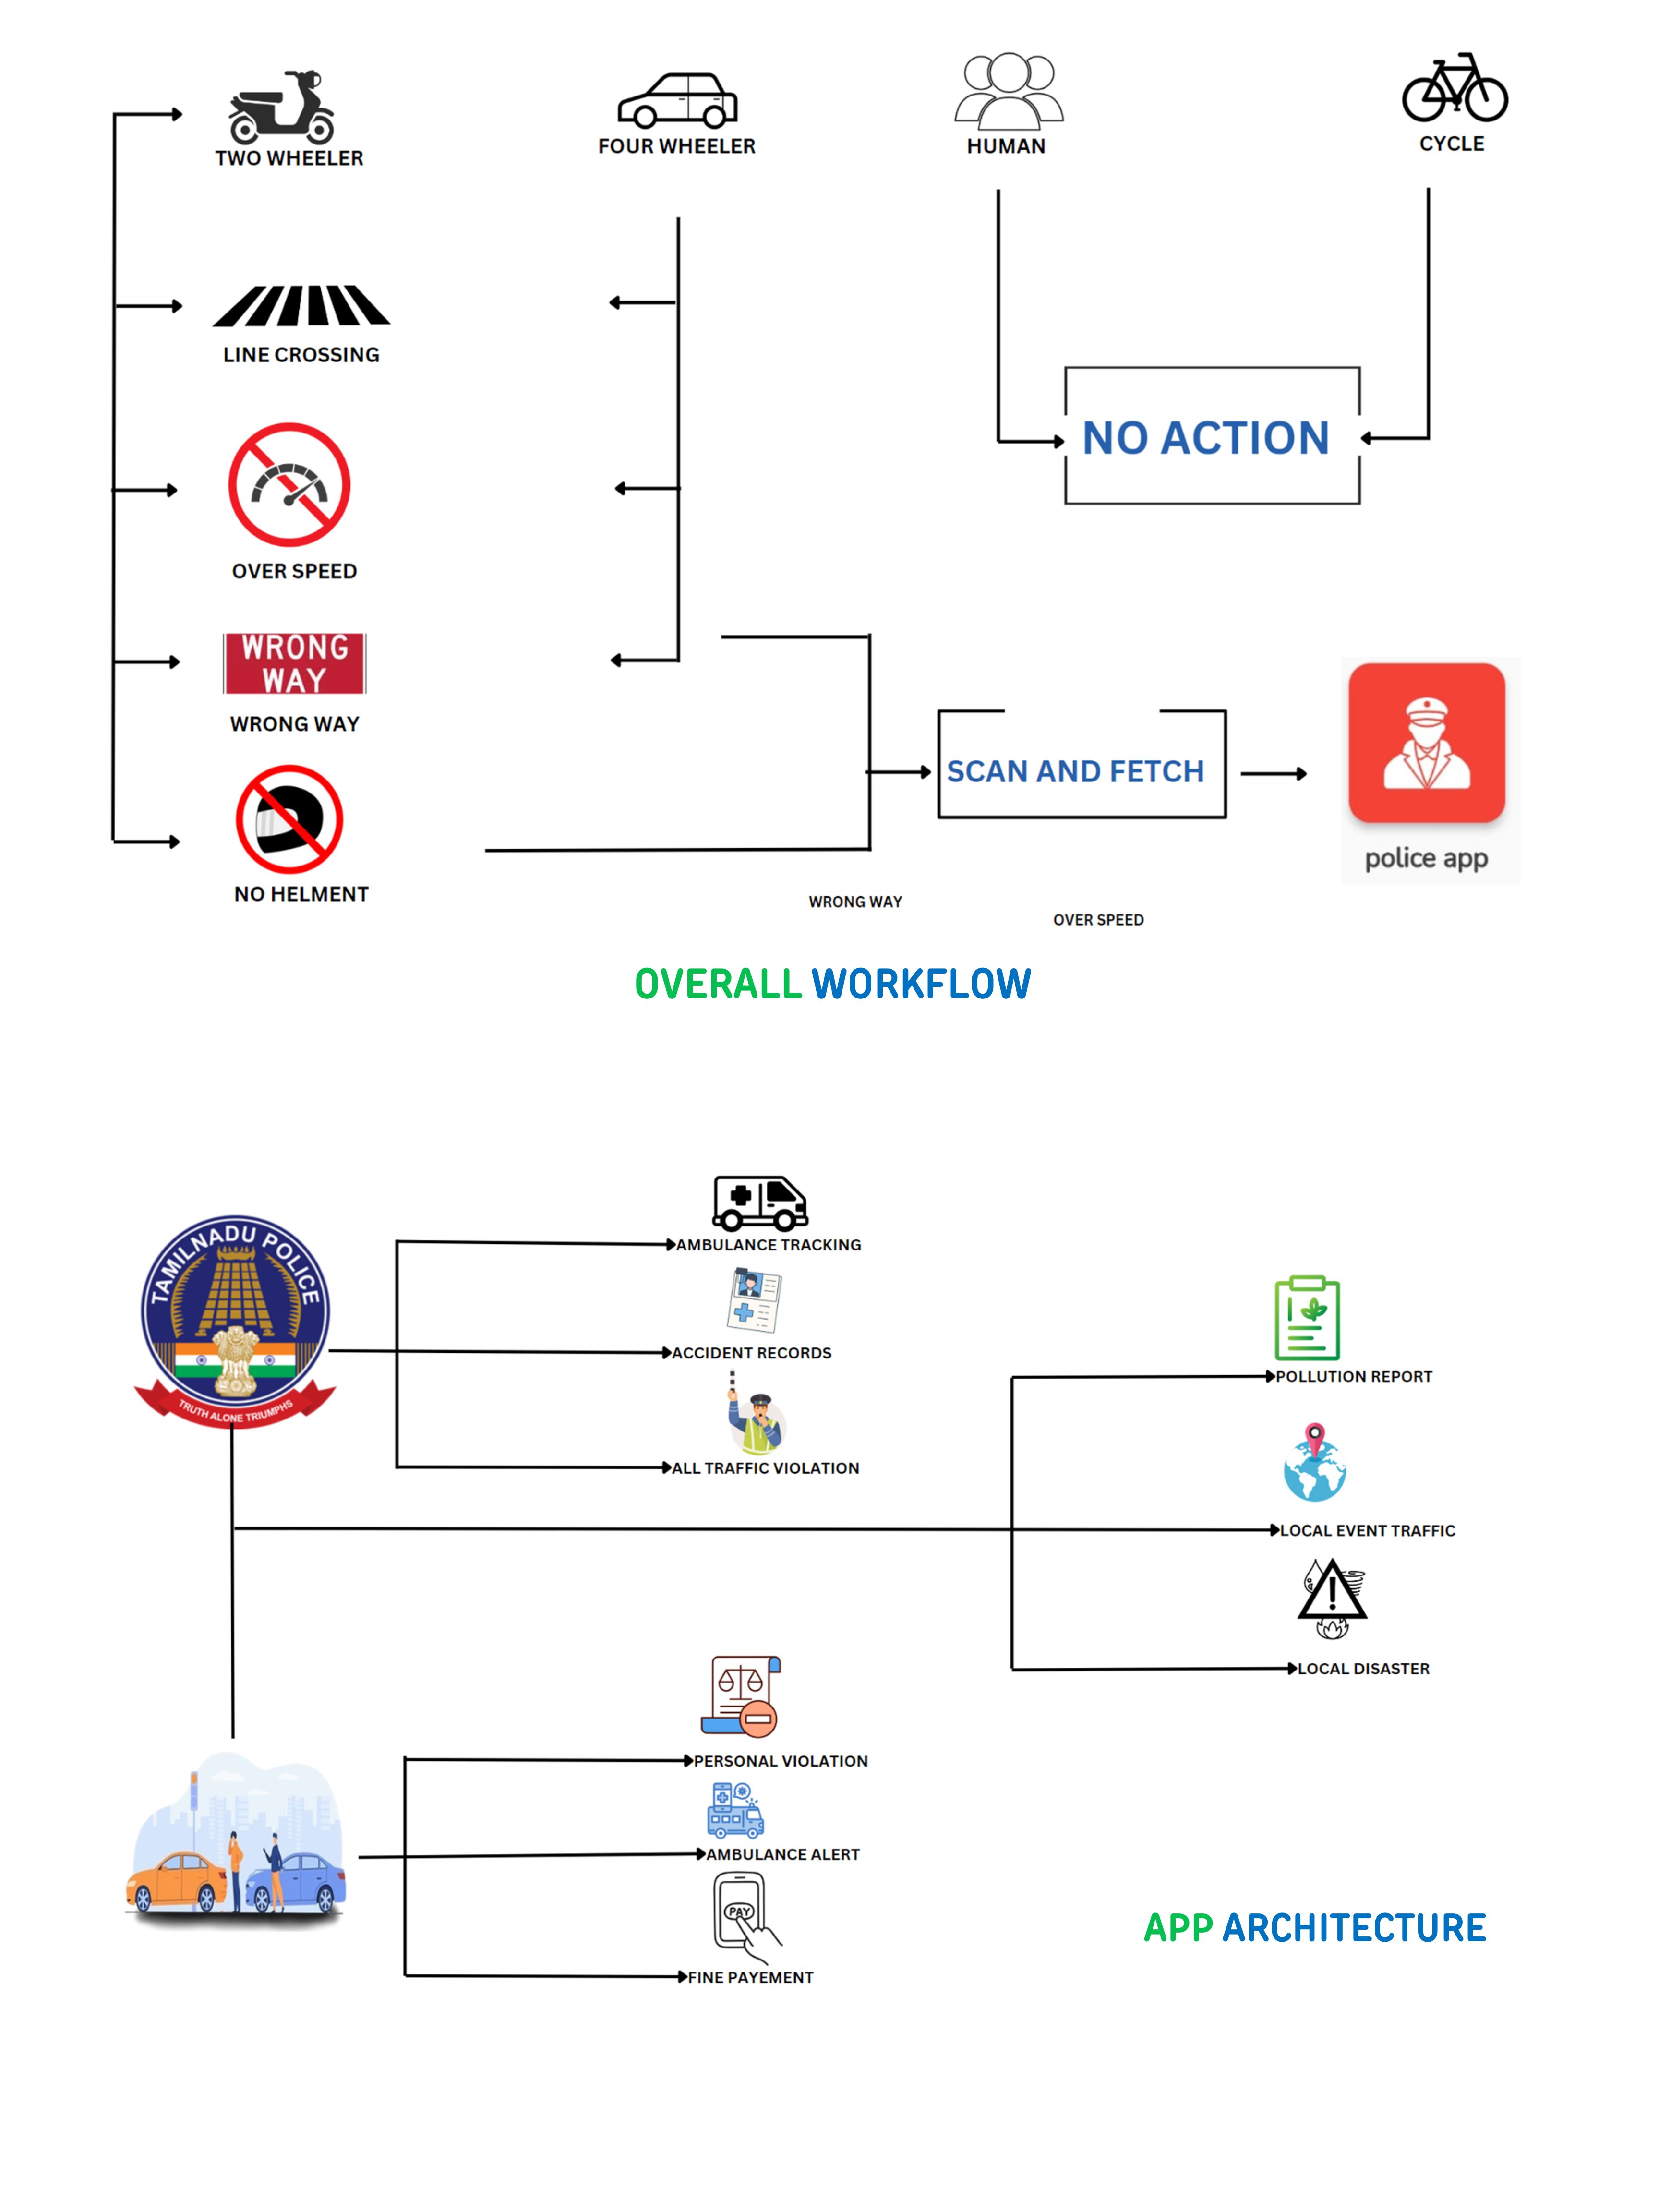 TWO WHEELER
FOUR WHEELER
HUMAN
CYCLE
LINE CROSSING
NO ACTION
OVER SPEED
WRONG
WAY
WRONG WAY
SCAN AND FETCH
police app
NO HELMENT
WRONG WAY
OVER SPEED
OVERALL WORKFLOW
TAMILNADU POLICE
TRUTH ALONE TRIUMPHS
AMBULANCE TRACKING
ACCIDENT RECORDS
ALL TRAFFIC VIOLATION
POLLUTION REPORT
LOCAL EVENT TRAFFIC
LOCAL DISASTER
PERSONAL VIOLATION
AMBULANCE ALERT
PAY
FINE PAYEMENT
APP ARCHITECTURE